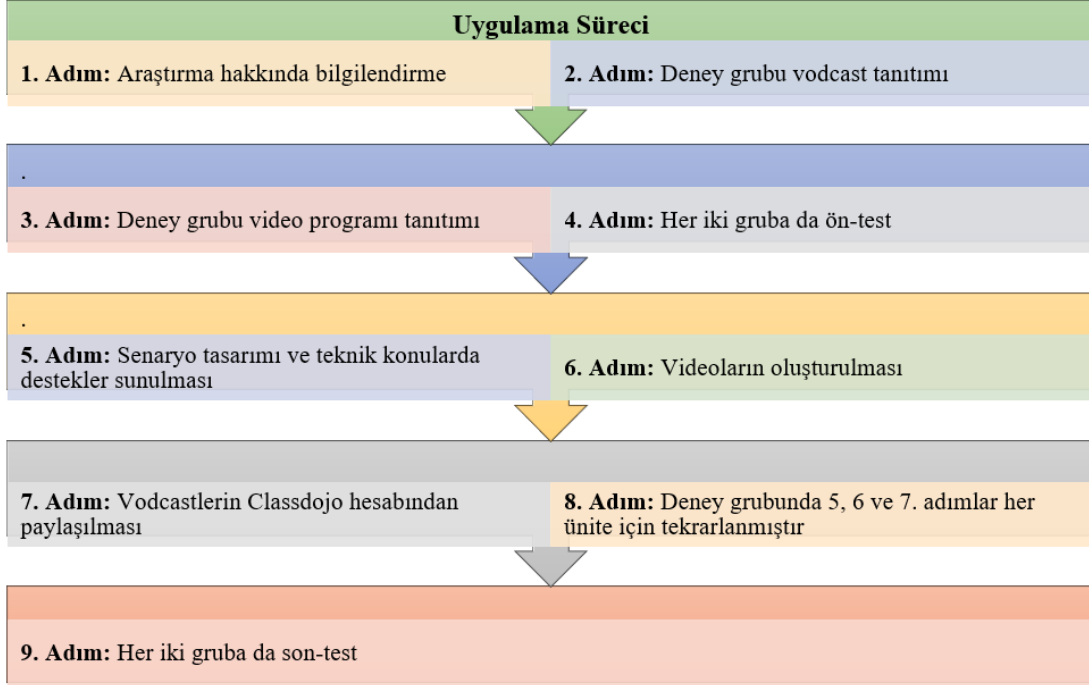 Uygulama Süreci
1. Adım: Araştırma hakkında bilgilendirme
2. Adım: Deney grubu vodcast tanıtımı
.
3. Adım: Deney grubu video programı tanıtımı
4. Adım: Her iki gruba da ön-test
.
5. Adım: Senaryo tasarımı ve teknik konularda
destekler sunulması
6. Adım: Videoların oluşturulması
7. Adım: Vodcastlerin Classdojo hesabından
paylaşılması
8. Adım: Deney grubunda 5, 6 ve 7. adımlar her
ünite için tekrarlanmıştır
9. Adım: Her iki gruba da son-test